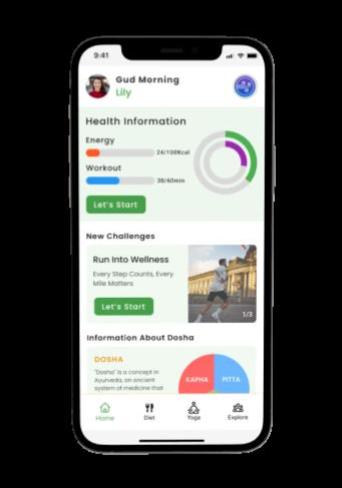 9:41
Gud Morning
Lily
Health Information
Energy
24/100Kcal
Workout
30/60min
Let's Start
New Challenges
Run Into Wellness
Every Step Counts, Every
Mile Matters
Let's Start
1/3
Information About Dosha
DOSHA
"Dosha" is a concept in
Ayurveda, an ancient
system of medicine that
KAPHA
PITTA
Home
Diet
Yoga
Explore